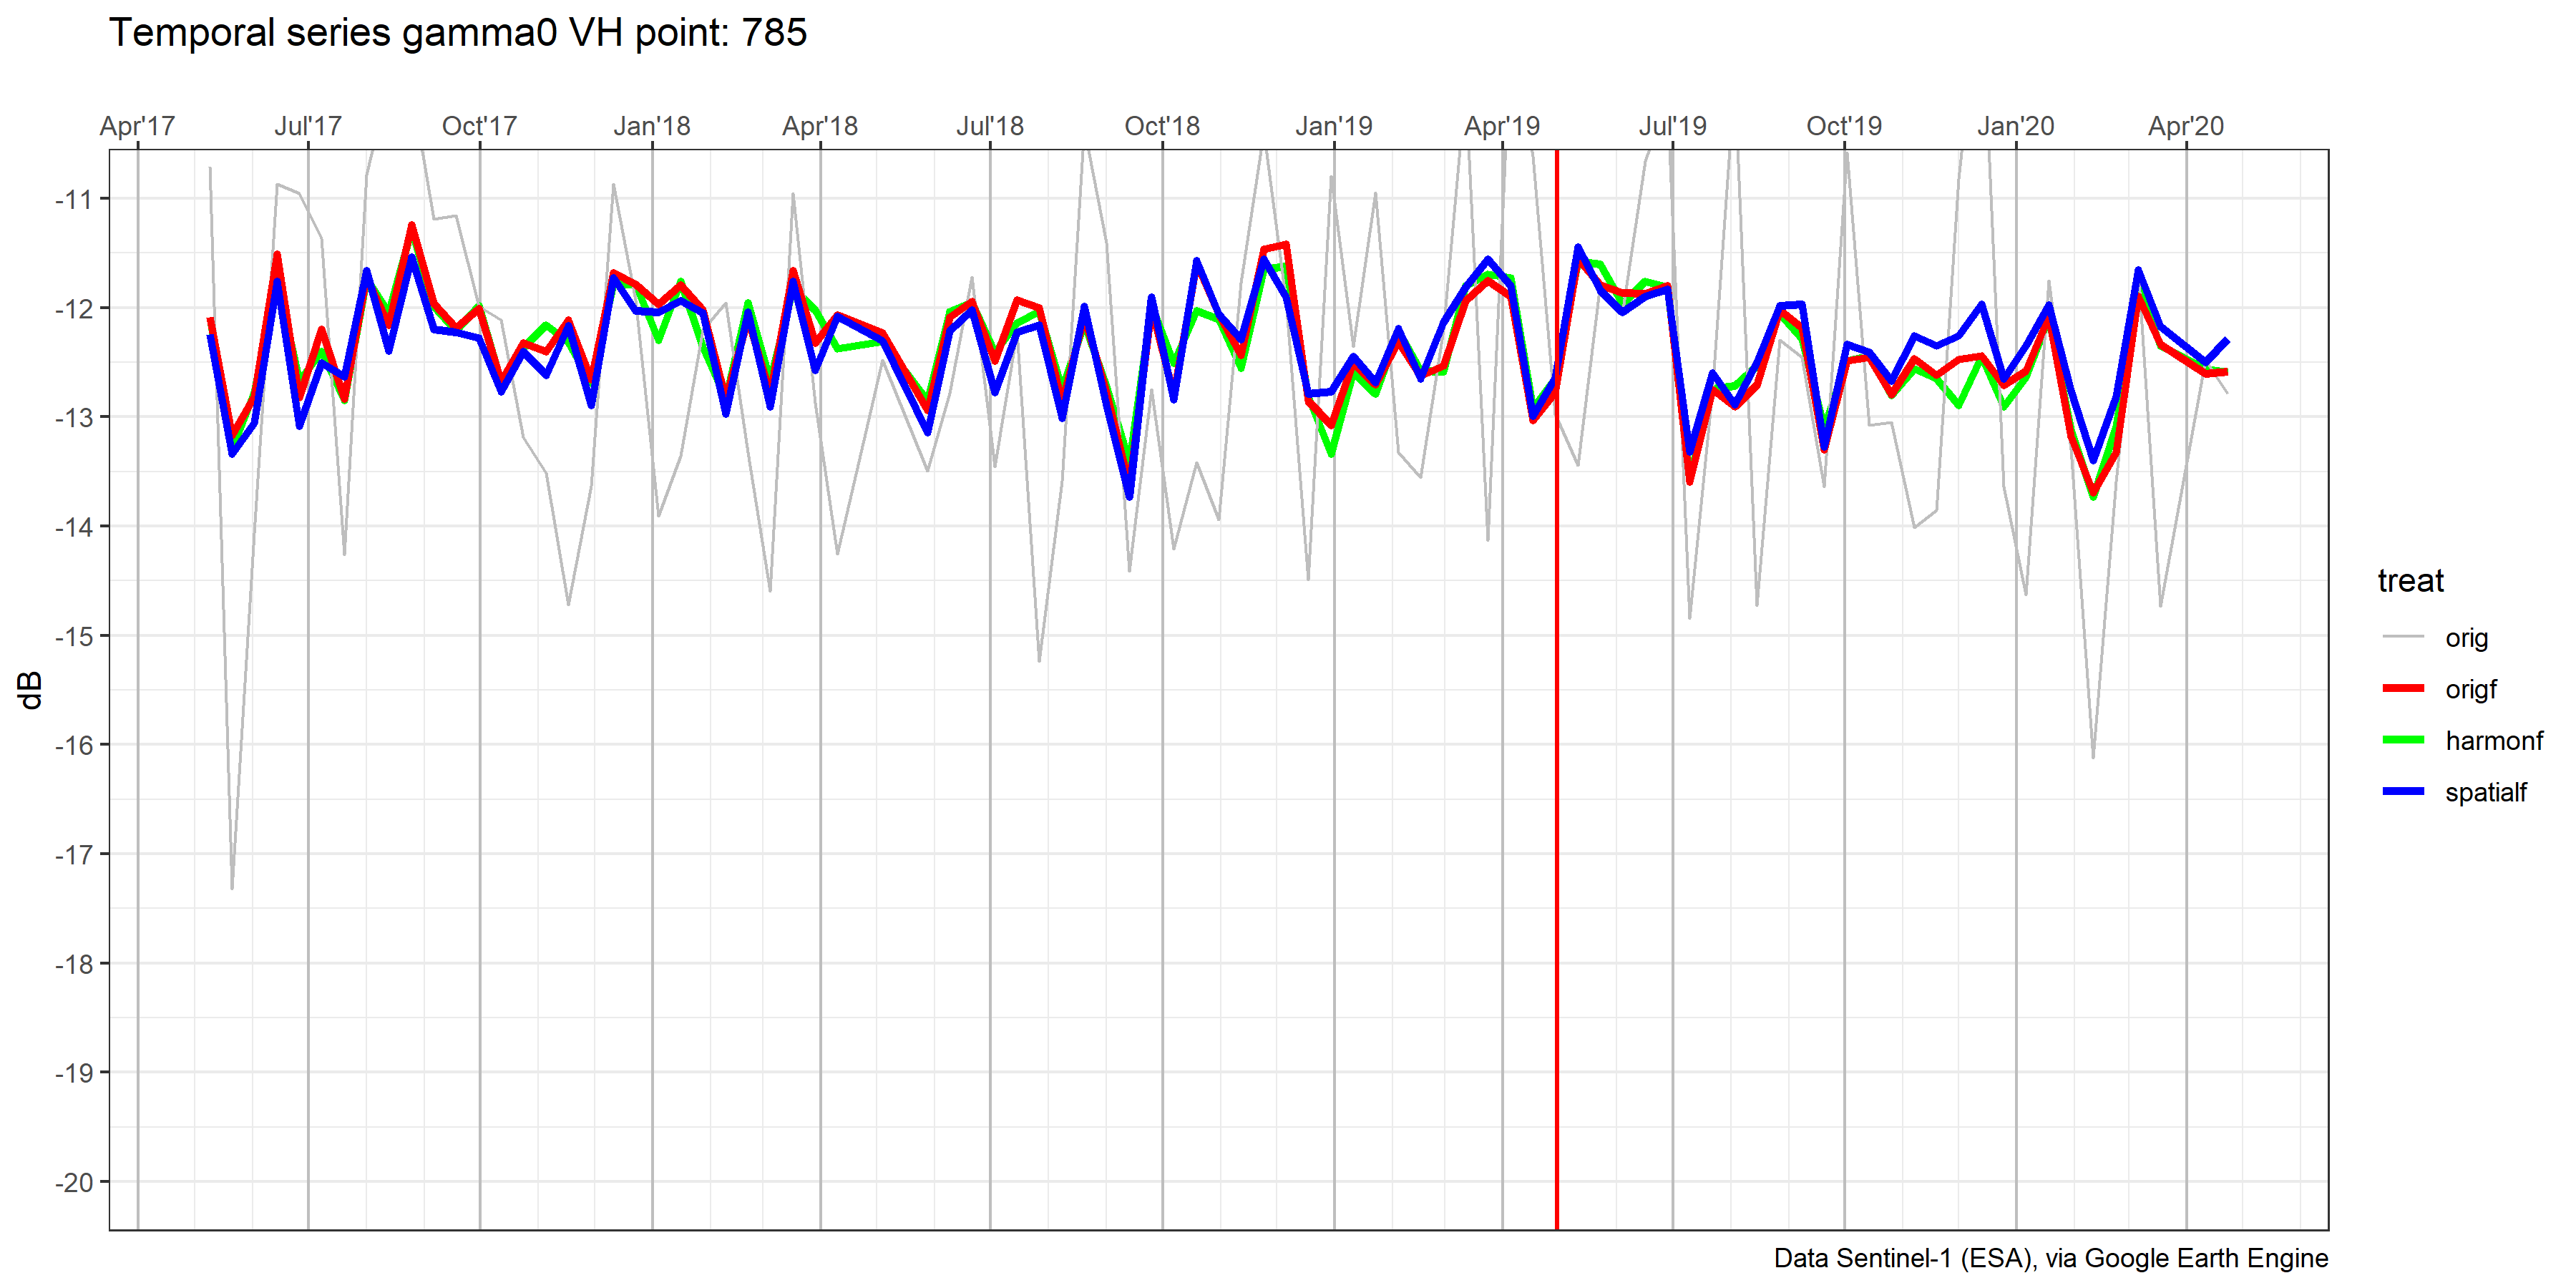 Temporal series gamma0 VH point: 785
Apr'17 Jul'17 Oct'17 Jan'18 Apr'18 Jul'18 Oct'18 Jan'19 Apr'19 Jul'19 Oct'19 Jan'20 Apr'20
-11
-12
-13
-14
-15
-16
-17
-18
-19
-20
dB
treat
orig
origf
harmonf
spatialf
Data Sentinel-1 (ESA), via Google Earth Engine